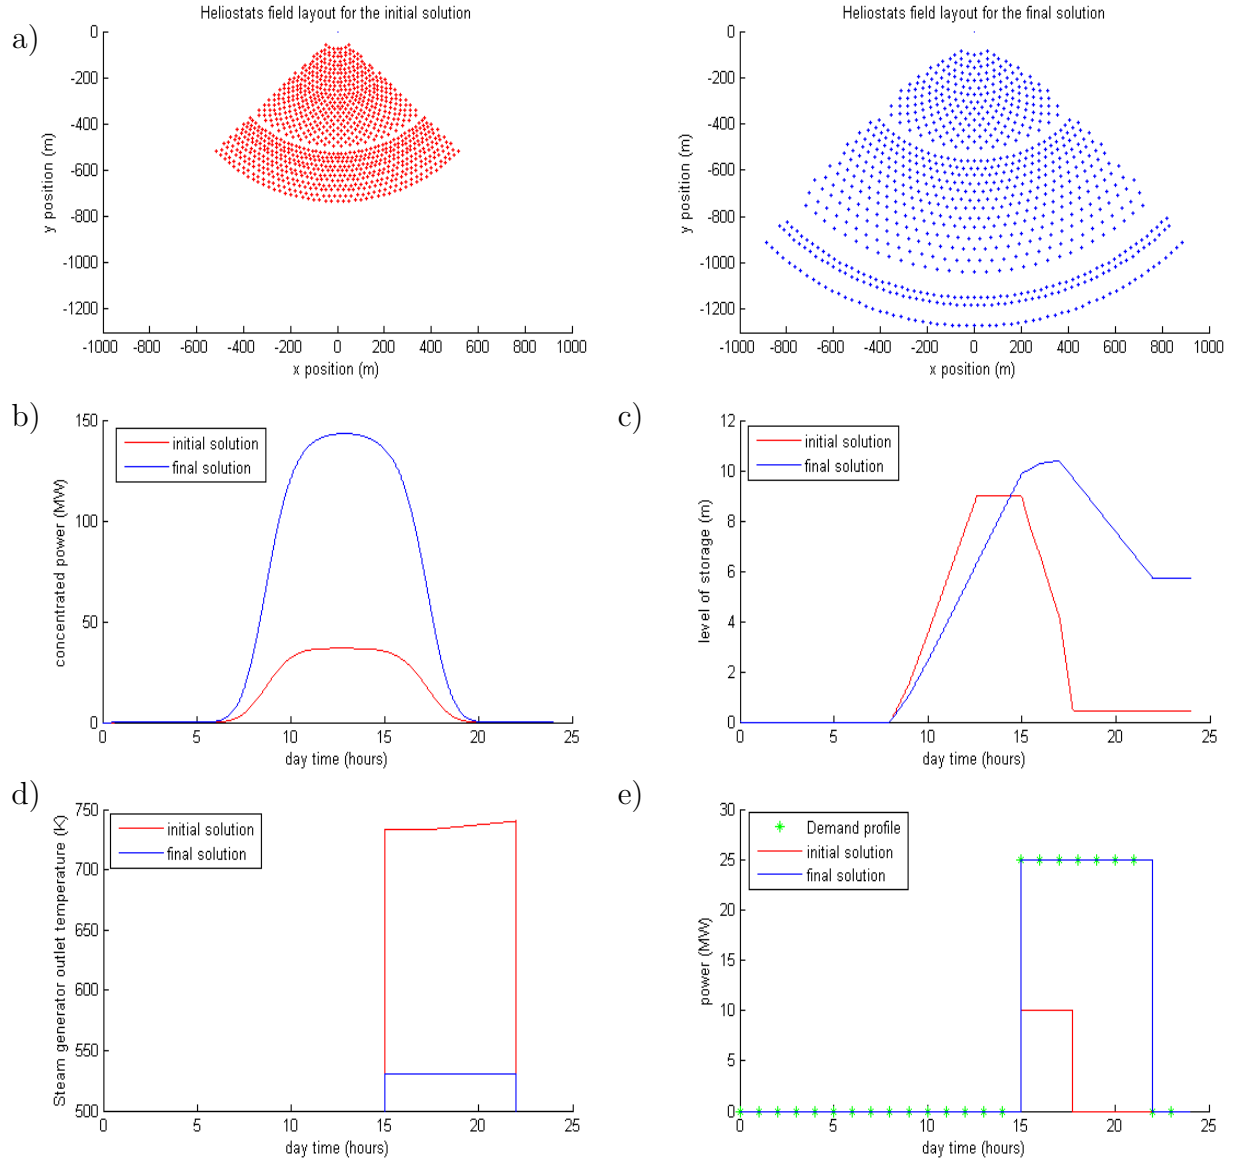 a)
Heliostats field layout for the initial solution
0
-200
-400
-600
-800
-1000
-1200
y position (m)
-1000 -800 -600 -400 -200 0 200 400 600 800 1000
x position (m)
Heliostats field layout for the final solution
0
-200
-400
-600
-800
-1000
-1200
y position (m)
-1000 -800 -600 -400 -200 0 200 400 600 800 1000
x position (m)
b)
150
100
50
0
concentrated power (MW)
initial solution
final solution
0 5 10 15 20 25
day time (hours)
c)
12
10
8
6
4
2
0
level of storage (m)
initial solution
final solution
0 5 10 15 20 25
day time (hours)
d)
750
700
650
600
550
500
Steam generator outlet temperature (K)
initial solution
final solution
0 5 10 15 20 25
day time (hours)
e)
30
25
20
15
10
5
0
power (MW)
Demand profile
initial solution
final solution
0 5 10 15 20 25
day time (hours)